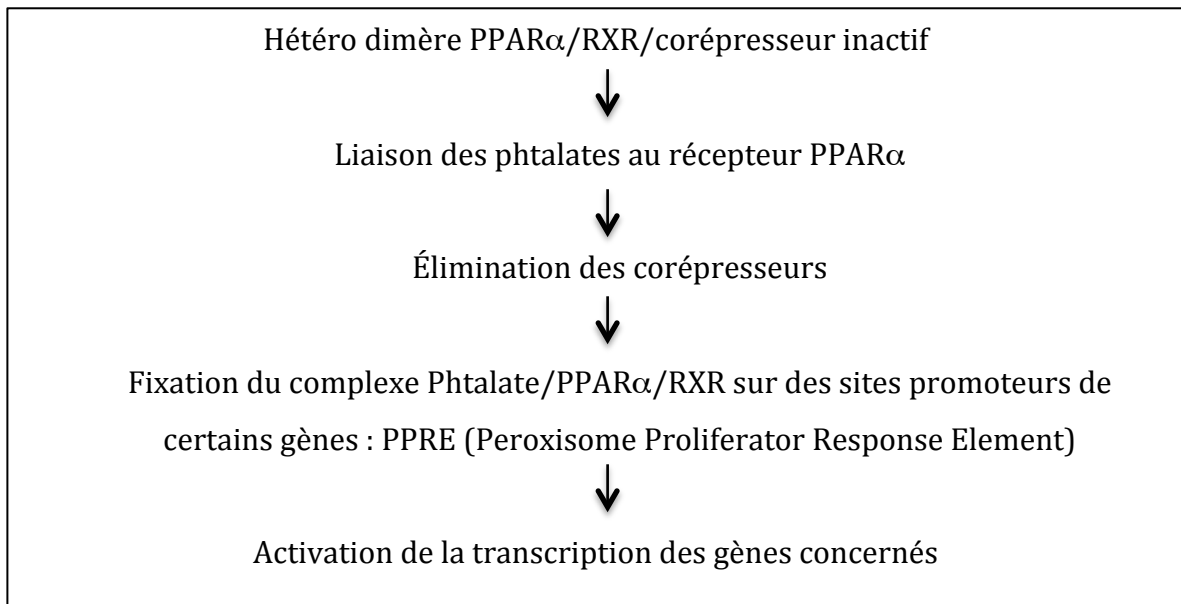 Hétéro dimère PPARα/RXR/corépresseur inactif
Liaison des phtalates au récepteur PPARα
Élimination des corépresseurs
Fixation du complexe Phtalate/PPARα/RXR sur des sites promoteurs de
certains gènes : PPRE (Peroxisome Proliferator Response Element)
Activation de la transcription des gènes concernés